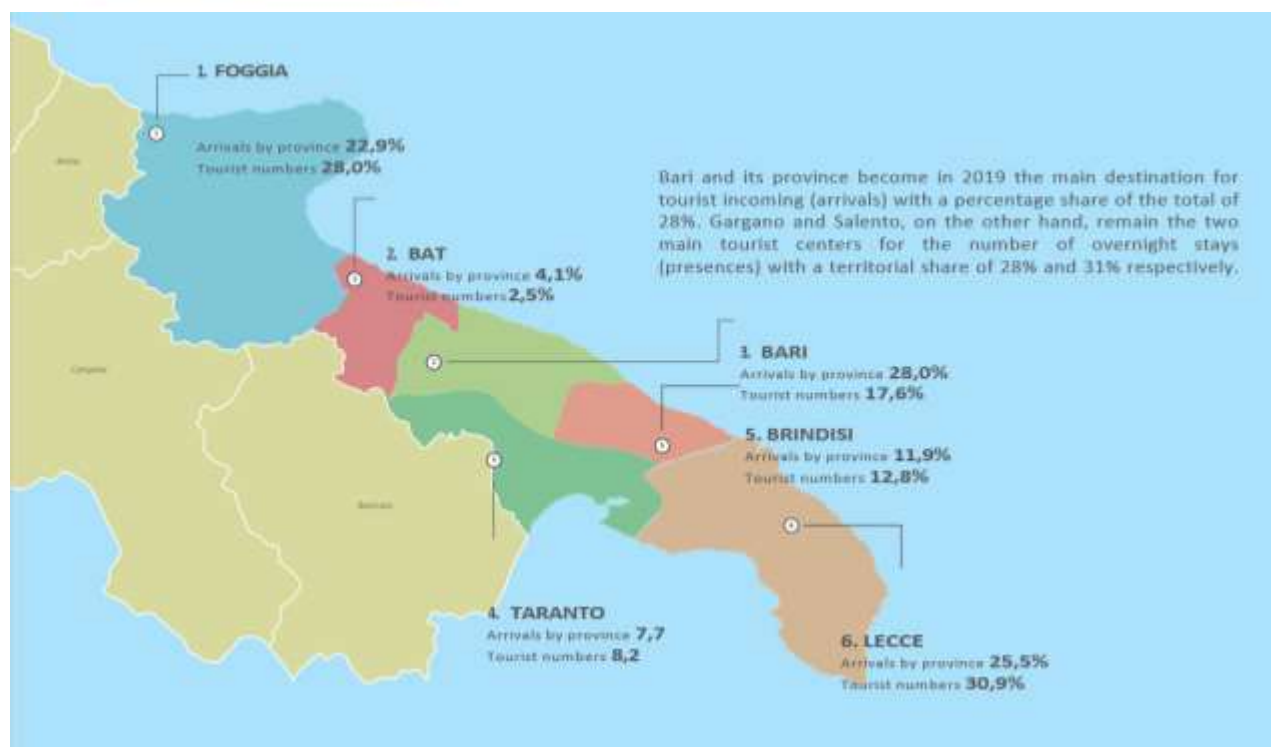 1. FOGGIA
Arrivals by province 22,9%
Tourist numbers 28,0%
Bari and its province become in 2019 the main destination for
tourist incoming (arrivals) with a percentage share of the total of
28%. Gargano and Salento, on the other hand, remain the two
main tourist centers for the number of overnight stays
(presences) with a territorial share of 28% and 31% respectively.
2. BAT
Arrivals by province 4,1%
Tourist numbers 2,5%
3. BARI
Arrivals by province 28,0%
Tourist numbers 17,6%
5. BRINDISI
Arrivals by province 11,9%
Tourist numbers 12,8%
4. TARANTO
Arrivals by province 7,7
Tourist numbers 8,2
6. LECCE
Arrivals by province 25,5%
Tourist numbers 30,9%